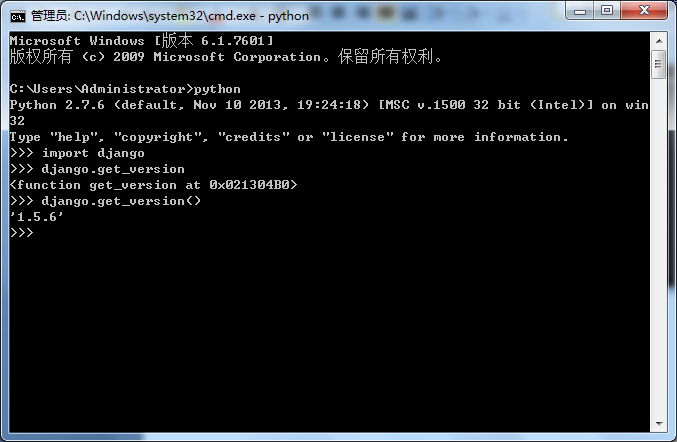 管理员: C:\Windows\system32\cmd.exe - python
Microsoft Windows [版本 6.1.7601]
版权所有 (c) 2009 Microsoft Corporation。保留所有权利。
C:\Users\Administrator>python
Python 2.7.6 (default, Nov 10 2013, 19:24:18) [MSC v.1500 32 bit (Intel)] on win
32
Type "help", "copyright", "credits" or "license" for more information.
>>> import django
>>> django.get_version
<function get_version at 0x021304B0>
>>> django.get_version()
'1.5.6'
>>>